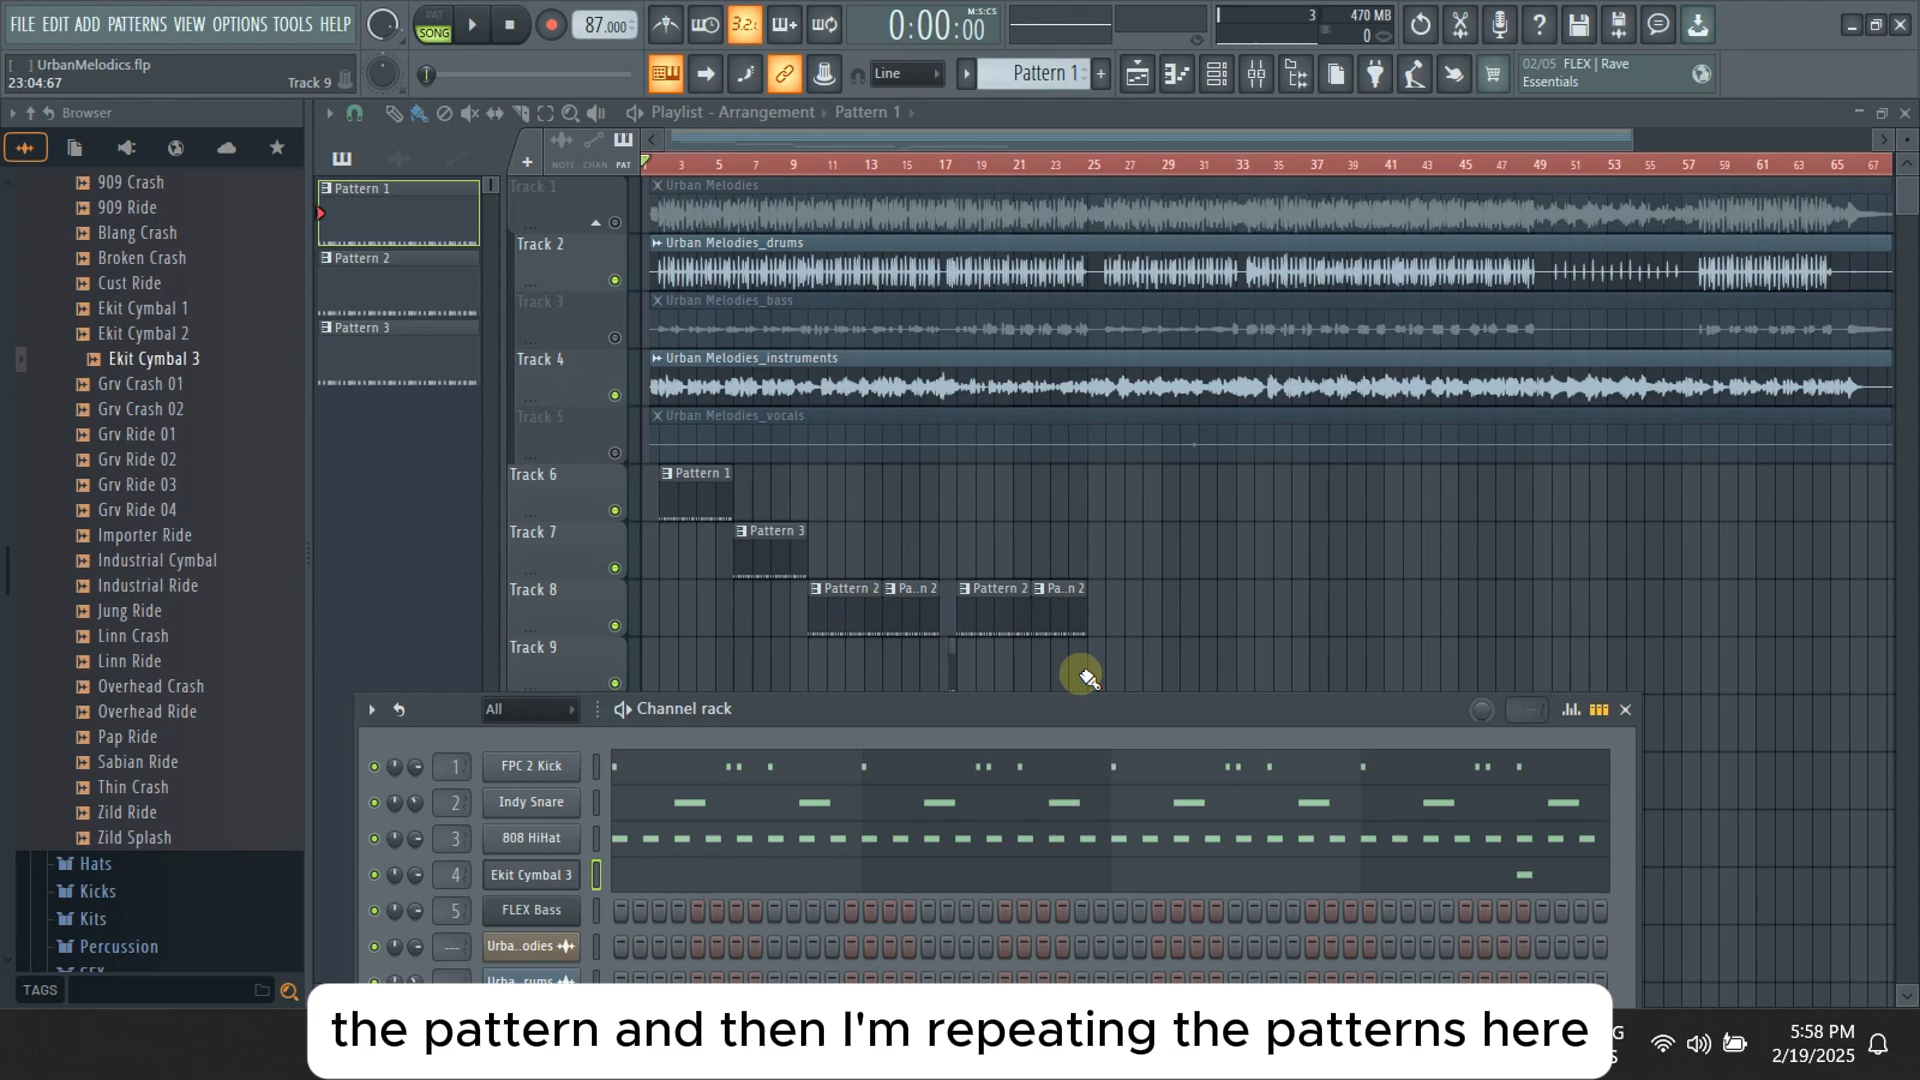 FILE EDIT ADD PATTERNS VIEW OPTIONS TOOLS HELP
PAT
SONG
87.000
3.2.
0:00:00
M:S:CS
3
470 MB
0
[ ] UrbanMelodics.flp
23:04:67
Track 9
Line
Pattern 1
+
02/05 FLEX | Rave
Essentials
Browser
Playlist - Arrangement › Pattern 1 ›
NOTE CHAN PAT
3 5 7 9 11 13 15 17 19 21 23 25 27 29 31 33 35 37 39 41 43 45 47 49 51 53 55 57 59 61 63 65 67
909 Crash
909 Ride
Blang Crash
Broken Crash
Cust Ride
Ekit Cymbal 1
Ekit Cymbal 2
Ekit Cymbal 3
Grv Crash 01
Grv Crash 02
Grv Ride 01
Grv Ride 02
Grv Ride 03
Grv Ride 04
Importer Ride
Industrial Cymbal
Industrial Ride
Jung Ride
Linn Crash
Linn Ride
Overhead Crash
Overhead Ride
Pap Ride
Sabian Ride
Thin Crash
Zild Ride
Zild Splash
Hats
Kicks
Kits
Percussion
TAGS
Pattern 1
Pattern 2
Pattern 3
Track 1
Urban Melodies
Track 2
Urban Melodies_drums
Track 3
Urban Melodies_bass
Track 4
Urban Melodies_instruments
Track 5
Urban Melodies_vocals
Track 6
Pattern 1
Track 7
Pattern 3
Track 8
Pattern 2 Pa..n 2 Pattern 2 Pa..n 2
Track 9
All
Channel rack
1 FPC 2 Kick
2 Indy Snare
3 808 HiHat
4 Ekit Cymbal 3
5 FLEX Bass
--- Urba..odies
the pattern and then I'm repeating the patterns here
5:58 PM
2/19/2025